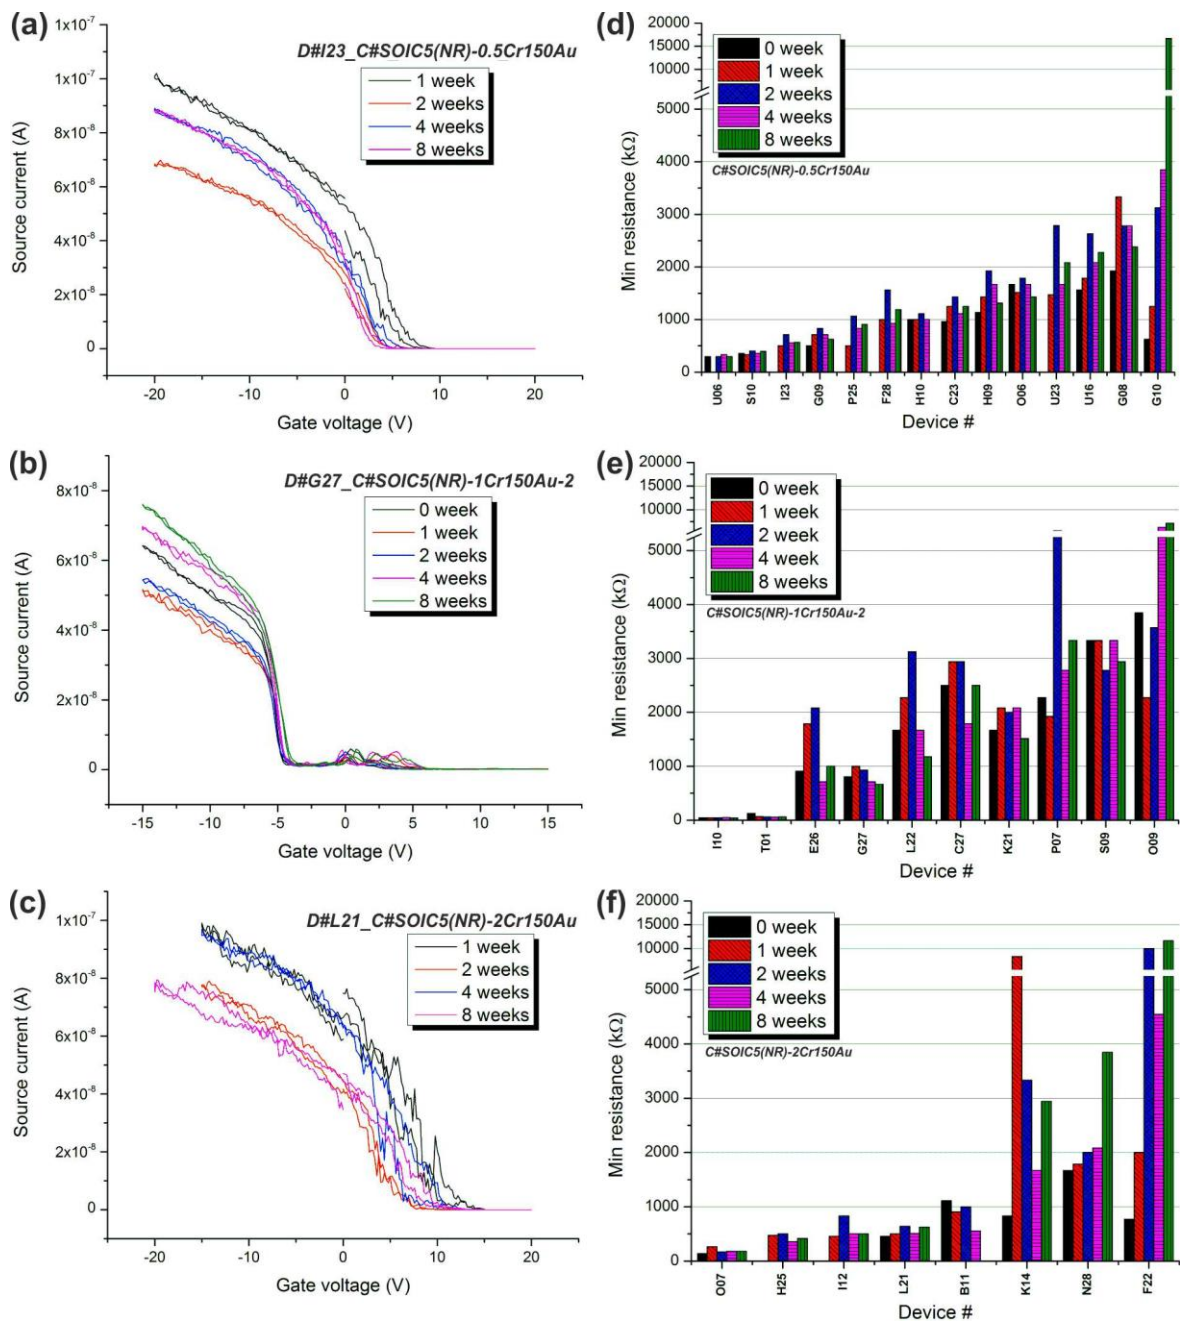 (a)
D#I23_C#SOIC5(NR)-0.5Cr150Au
1 week
2 weeks
4 weeks
8 weeks
1x10⁻⁷
1x10⁻⁷
8x10⁻⁸
6x10⁻⁸
4x10⁻⁸
2x10⁻⁸
0
Source current (A)
-20
-10
0
10
20
Gate voltage (V)
(d)
0 week
1 week
2 week
4 week
8 weeks
C#SOIC5(NR)-0.5Cr150Au
20000
15000
10000
5000
4000
3000
2000
1000
0
Min resistance (kΩ)
U06
S10
I23
G09
P25
F28
H10
C23
H09
O06
U23
U16
G08
G10
Device #
(b)
D#G27_C#SOIC5(NR)-1Cr150Au-2
0 week
1 week
2 weeks
4 weeks
8 weeks
8x10⁻⁸
6x10⁻⁸
4x10⁻⁸
2x10⁻⁸
0
Source current (A)
-15
-10
-5
0
5
10
15
Gate voltage (V)
(e)
0 week
1 week
2 week
4 week
8 weeks
C#SOIC5(NR)-1Cr150Au-2
20000
15000
10000
5000
4000
3000
2000
1000
0
Min resistance (kΩ)
I10
T01
E26
G27
L22
C27
K21
P07
S09
O09
Device #
(c)
D#L21_C#SOIC5(NR)-2Cr150Au
1 week
2 weeks
4 weeks
8 weeks
1x10⁻⁷
8x10⁻⁸
6x10⁻⁸
4x10⁻⁸
2x10⁻⁸
0
Source current (A)
-20
-10
0
10
20
Gate voltage (V)
(f)
0 week
1 week
2 weeks
4 weeks
8 weeks
C#SOIC5(NR)-2Cr150Au
20000
15000
10000
5000
4000
3000
2000
1000
0
Min resistance (kΩ)
O07
H25
I12
L21
B11
K14
N28
F22
Device #